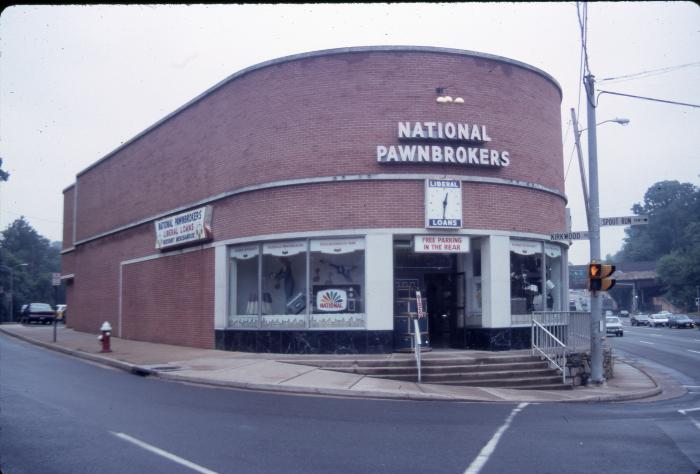 NATIONAL
PAWNBROKERS
LIBERAL
LOANS
NATIONAL PAWNBROKERS
LIBERAL LOANS
FREE PARKING
IN THE REAR
NATIONAL
KIRKWOOD
SPOUT RUN